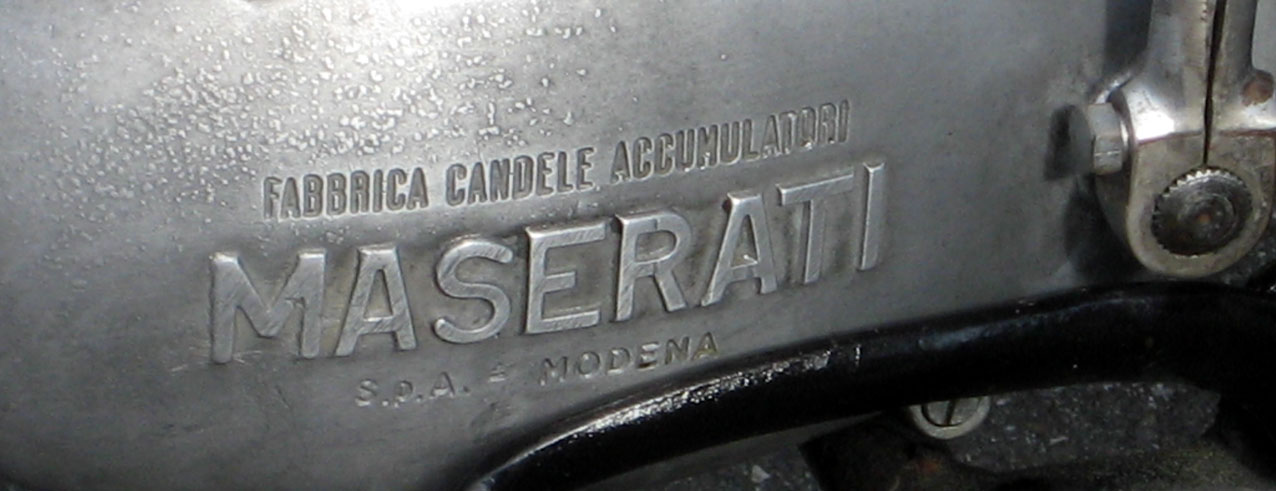 FABBRICA CANDELE ACCUMULATORI
MASERATI
S.p.A. - MODENA